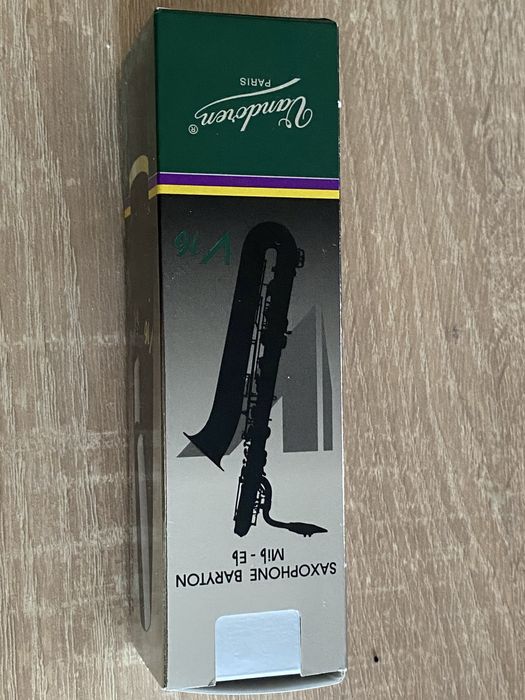 SAXOPHONE BARYTON
Mib - Eb
V16
Vandoren®
PARIS